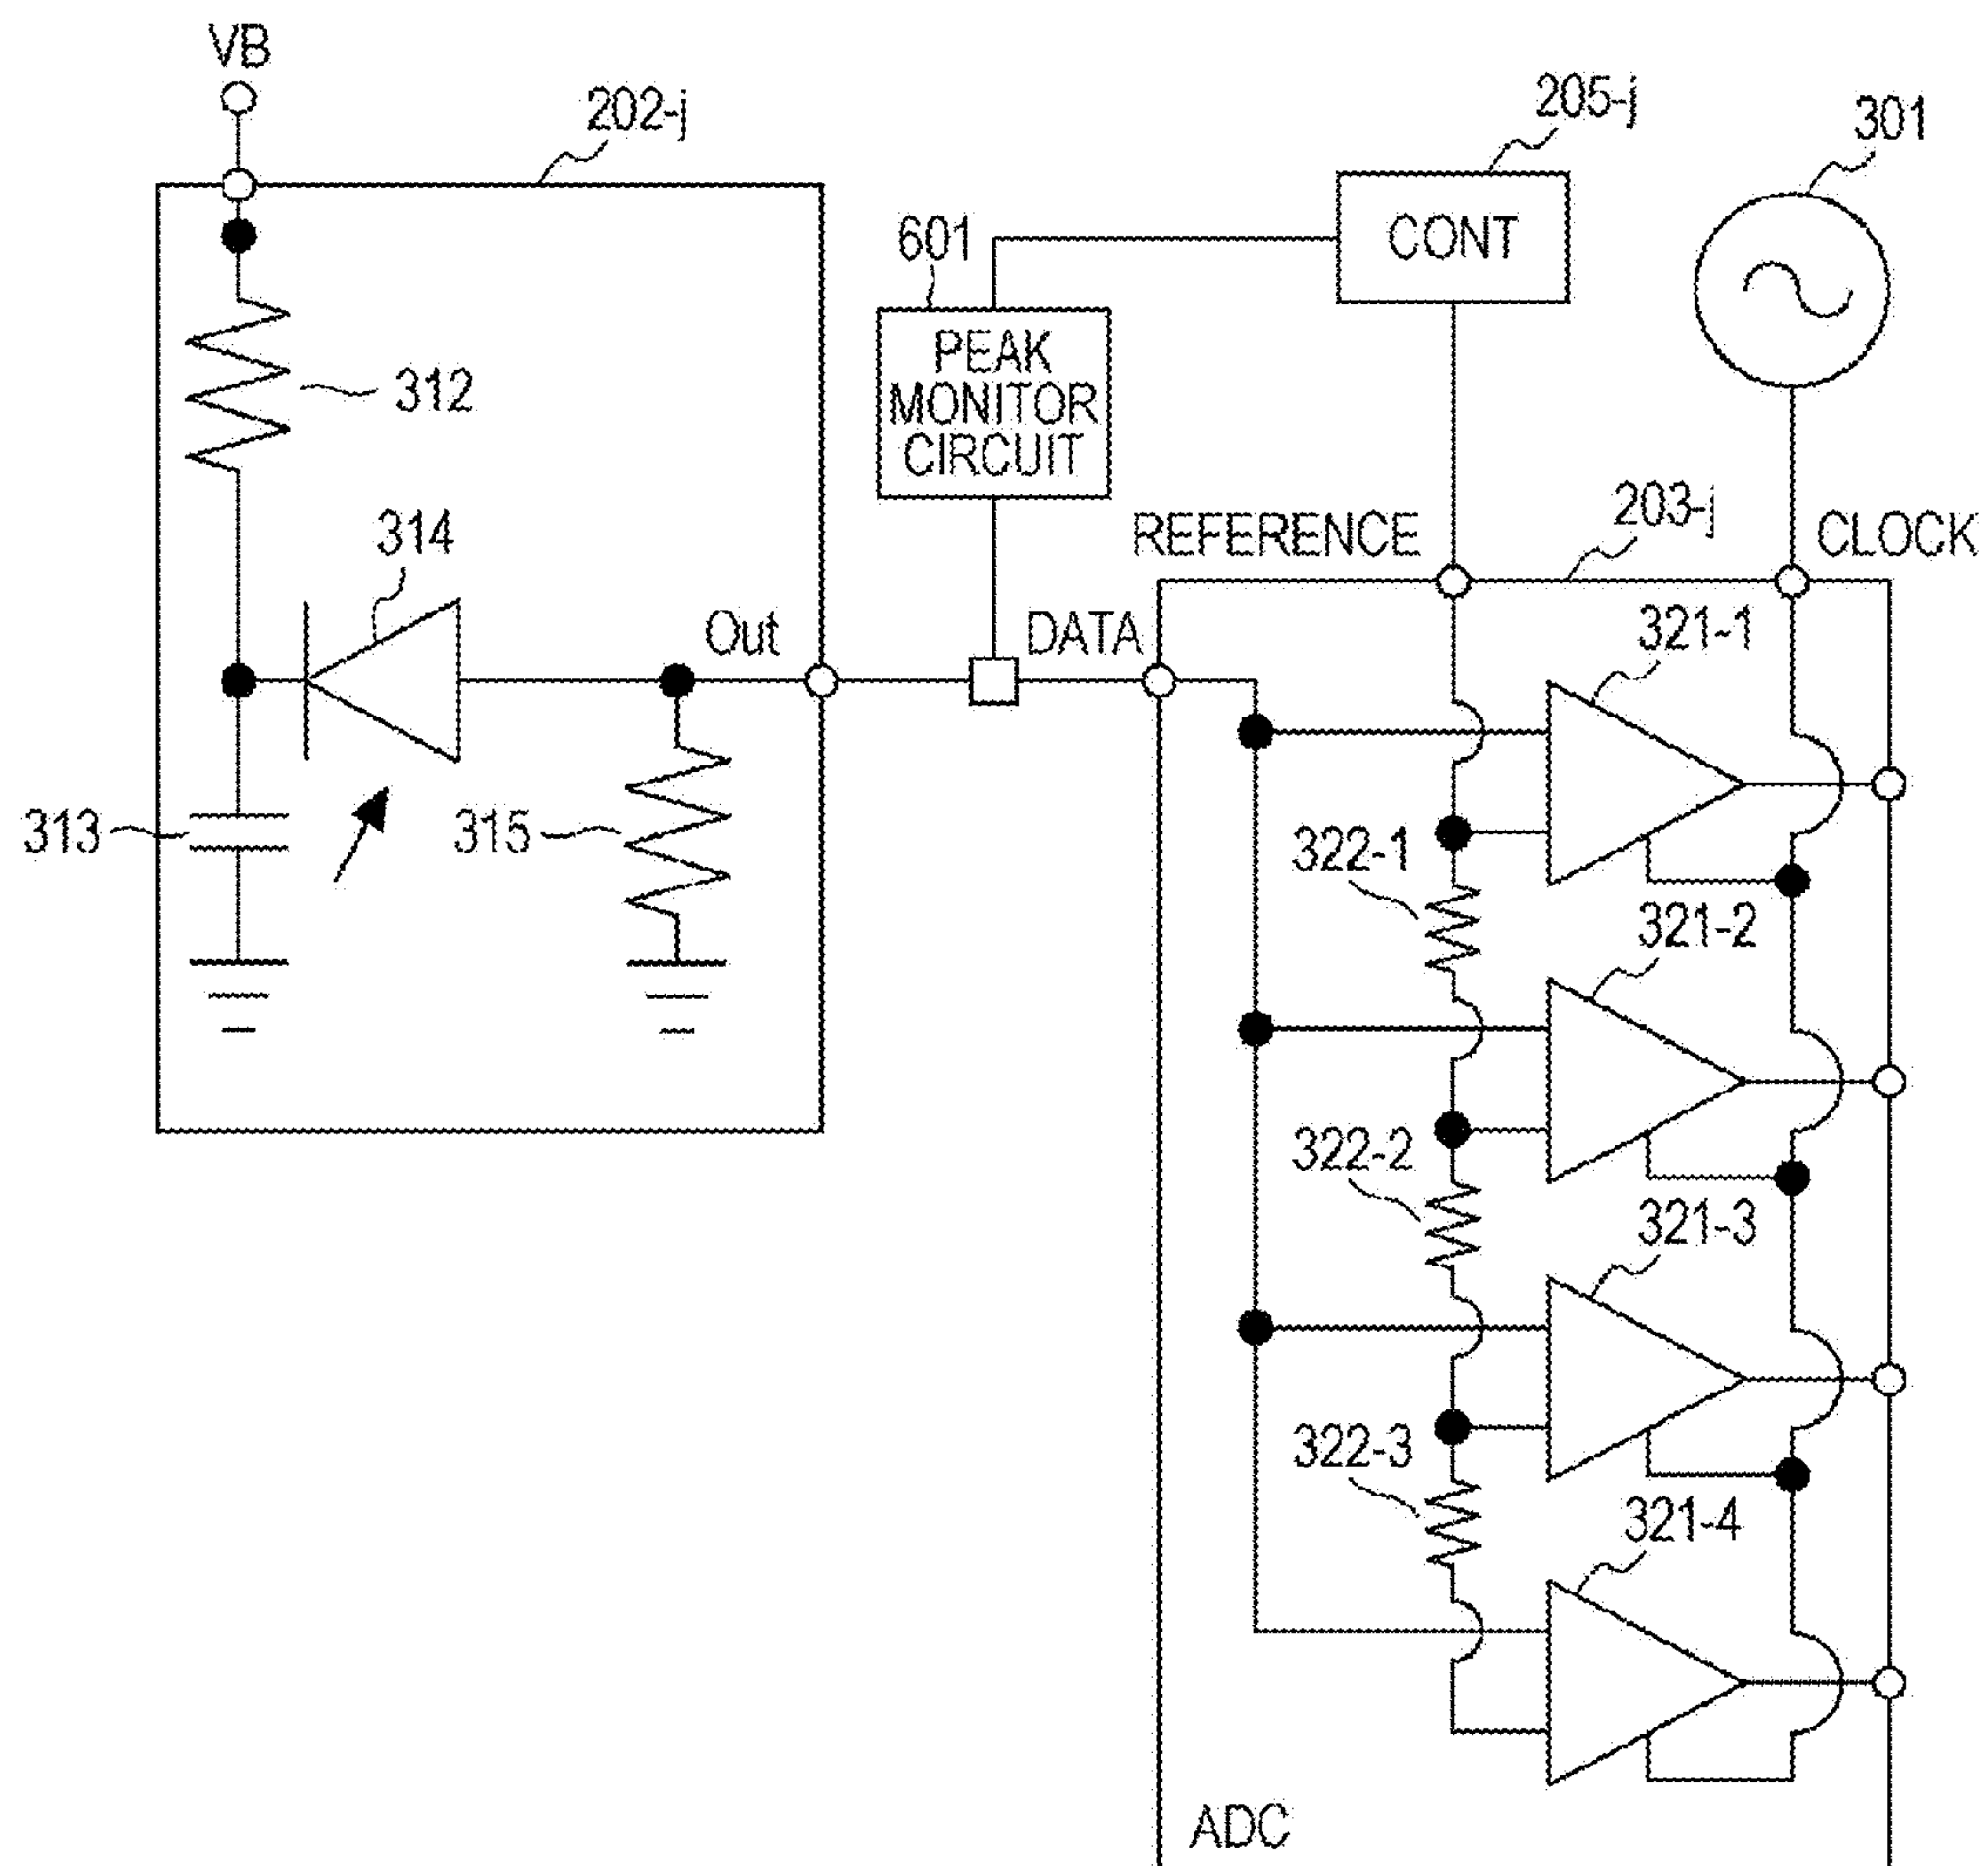 VB
202-j
205-j
301
601
CONT
PEAK
MONITOR
CIRCUIT
312
314
203-j
REFERENCE
CLOCK
Out
DATA
321-1
313
315
322-1
321-2
322-2
321-3
322-3
321-4
ADC